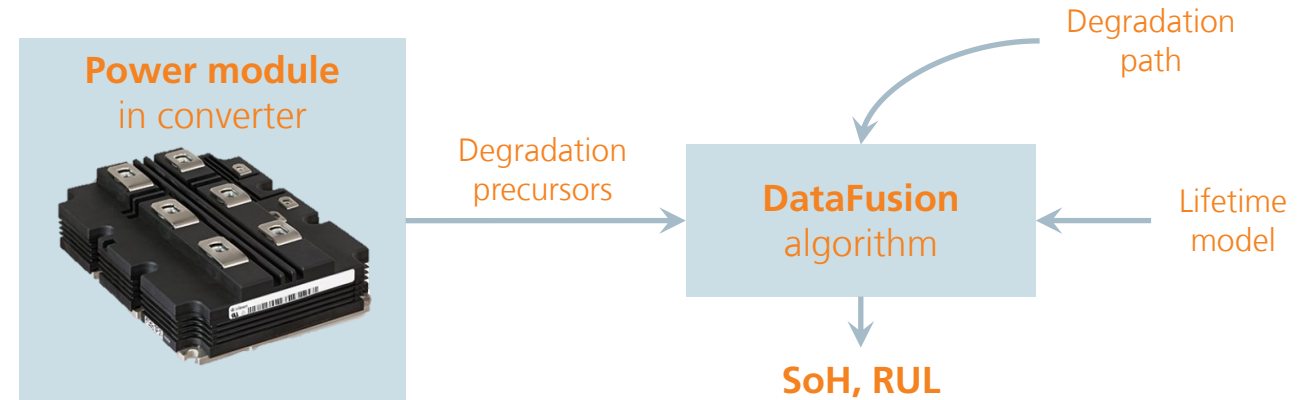 Power module
in converter
Degradation
precursors
DataFusion
algorithm
Degradation
path
Lifetime
model
SoH, RUL